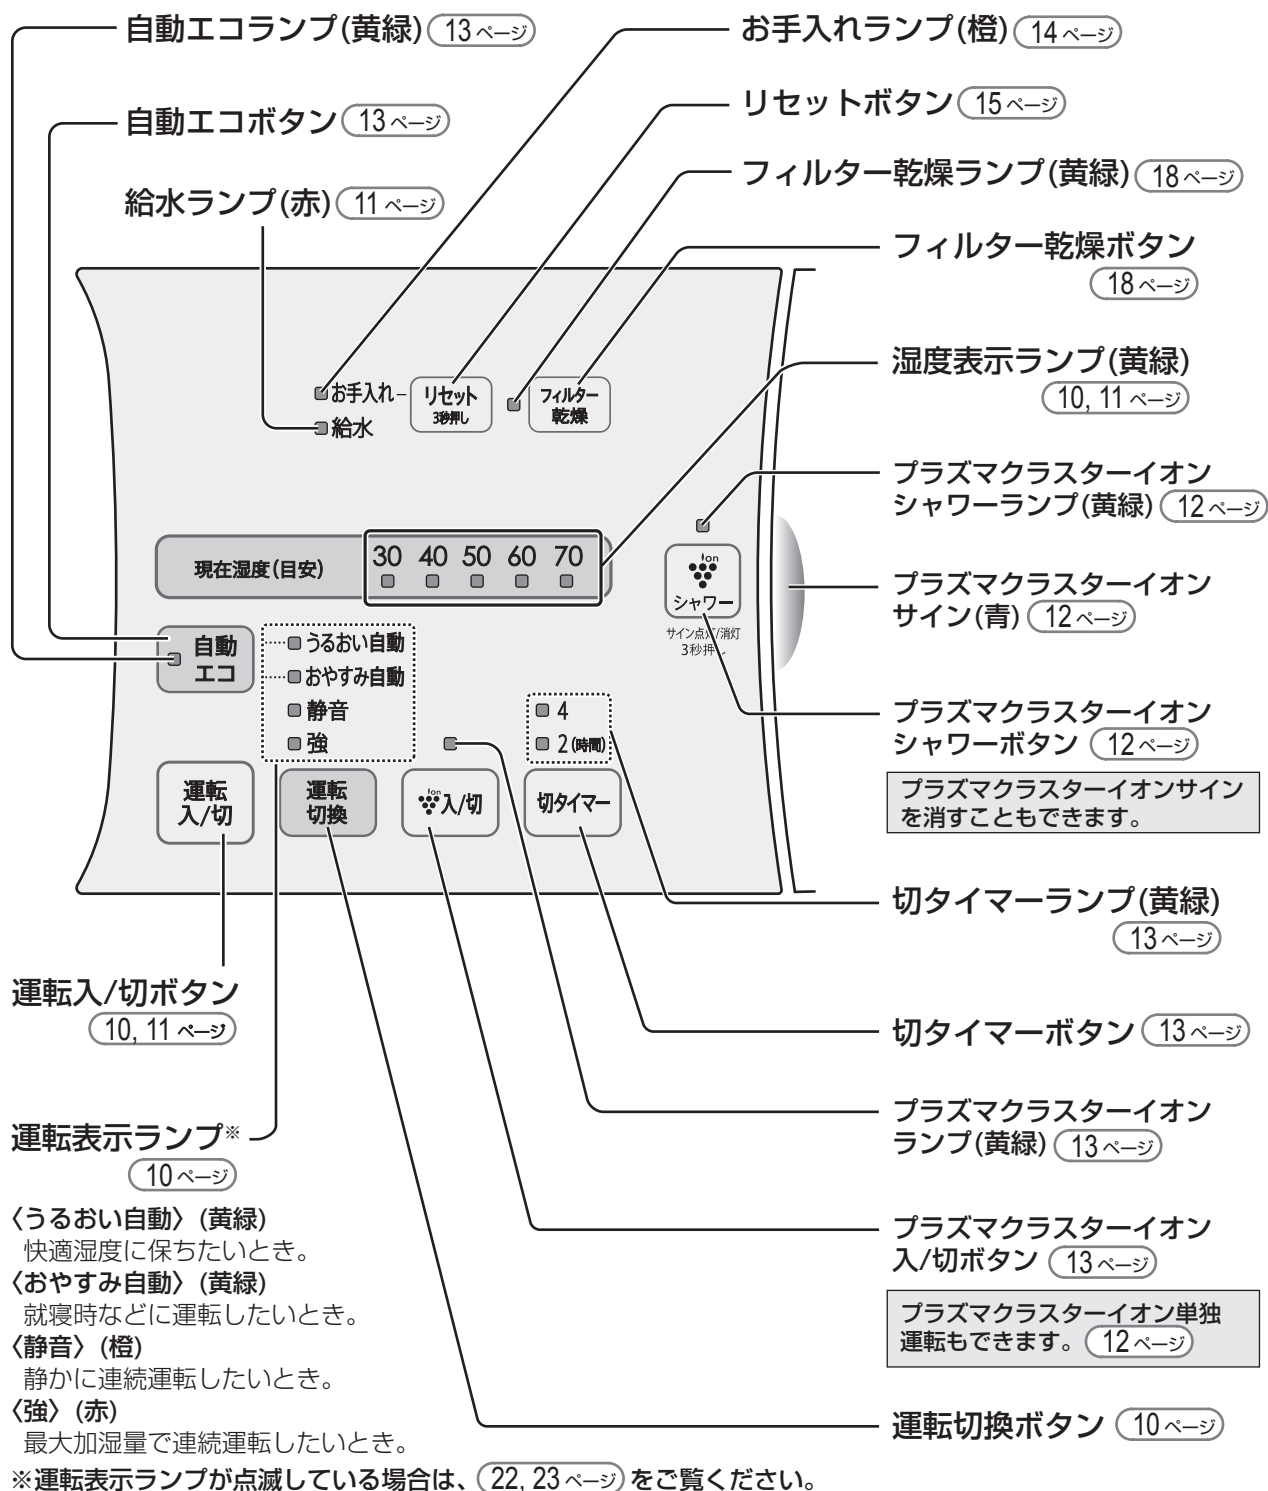 自動エコランプ(黄緑) 13ページ
自動エコボタン 13ページ
給水ランプ(赤) 11ページ
お手入れランプ(橙) 14ページ
リセットボタン 15ページ
フィルター乾燥ランプ(黄緑) 18ページ
フィルター乾燥ボタン
18ページ
湿度表示ランプ(黄緑)
10, 11ページ
プラズマクラスターイオン
シャワーランプ(黄緑) 12ページ
プラズマクラスターイオン
サイン(青) 12ページ
プラズマクラスターイオン
シャワーボタン 12ページ
プラズマクラスターイオンサイン
を消すこともできます。
切タイマーランプ(黄緑)
13ページ
切タイマーボタン 13ページ
プラズマクラスターイオン
ランプ(黄緑) 13ページ
プラズマクラスターイオン
入/切ボタン 13ページ
プラズマクラスターイオン単独
運転もできます。 12ページ
運転切換ボタン 10ページ
お手入れ
給水
リセット
3秒押し
フィルター
乾燥
現在湿度(目安)
30 40 50 60 70
ion
シャワー
サイン点灯/消灯
3秒押し
自動
エコ
うるおい自動
おやすみ自動
静音
強
4
2(時間)
運転
入/切
運転
切換
ion
入/切
切タイマー
運転入/切ボタン
10, 11ページ
運転表示ランプ※
10ページ
〈うるおい自動〉(黄緑)
快適湿度に保ちたいとき。
〈おやすみ自動〉(黄緑)
就寝時などに運転したいとき。
〈静音〉(橙)
静かに連続運転したいとき。
〈強〉(赤)
最大加湿量で連続運転したいとき。
※運転表示ランプが点滅している場合は、22, 23ページをご覧ください。